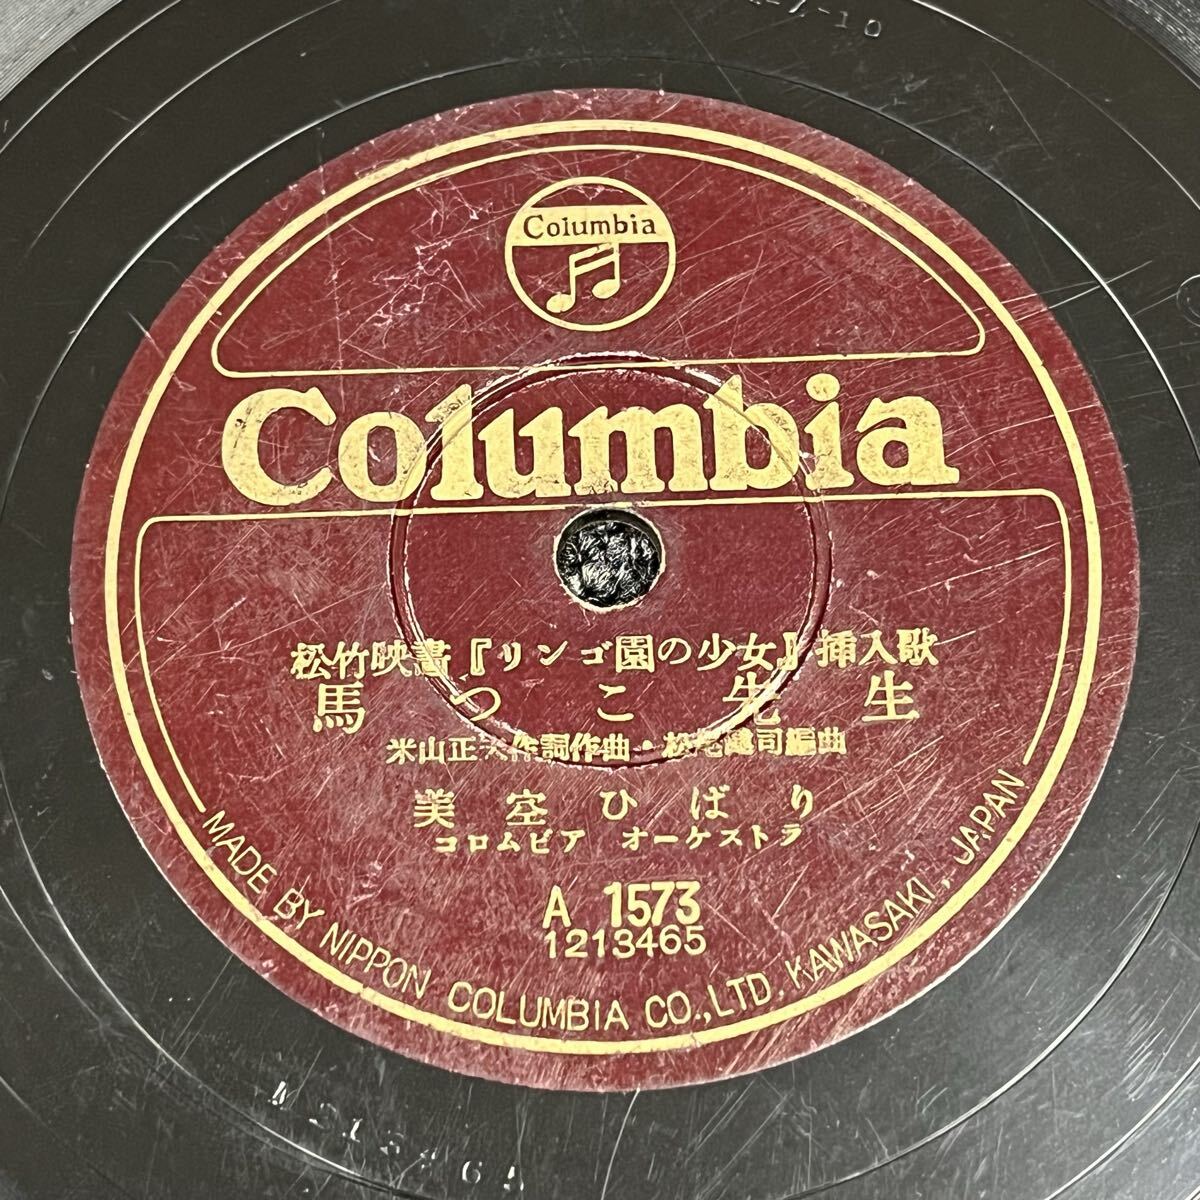 Columbia
Columbia
松竹映畫『リンゴ園の少女』挿入歌
馬つこ先生
米山正夫作詞作曲・松尾健司編曲
美空ひばり
コロムビア オーケストラ
A 1573
1213465
MADE BY NIPPON COLUMBIA CO., LTD. KAWASAKI, JAPAN